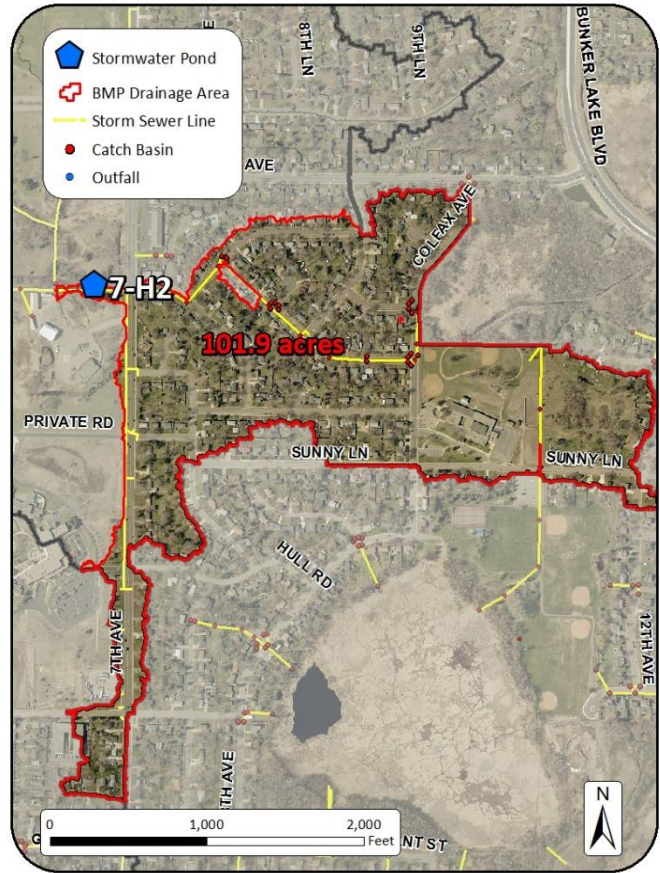 Stormwater Pond
BMP Drainage Area
Storm Sewer Line
Catch Basin
Outfall
8TH LN
9TH LN
BUNKER LAKE BLVD
AVE
COLFAX AVE
7-H2
101.9 acres
PRIVATE RD
SUNNY LN
SUNNY LN
HULL RD
7TH AVE
12TH AVE
TH AVE
NT ST
N
0 1,000 2,000
Feet